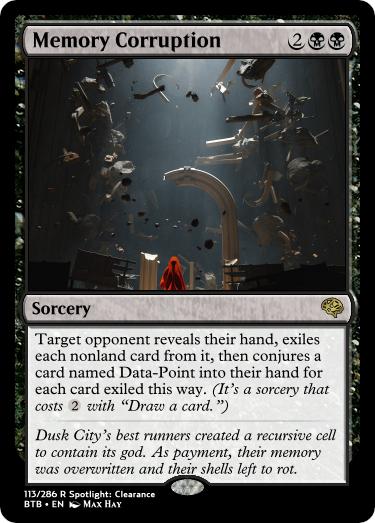 Memory Corruption 2
Sorcery
Target opponent reveals their hand, exiles
each nonland card from it, then conjures a
card named Data-Point into their hand for
each card exiled this way. (It's a sorcery that
costs 2 with “Draw a card.”)
Dusk City's best runners created a recursive cell
to contain its god. As payment, their memory
was overwritten and their shells left to rot.
113/286 R Spotlight: Clearance
BTB • EN Max Hay